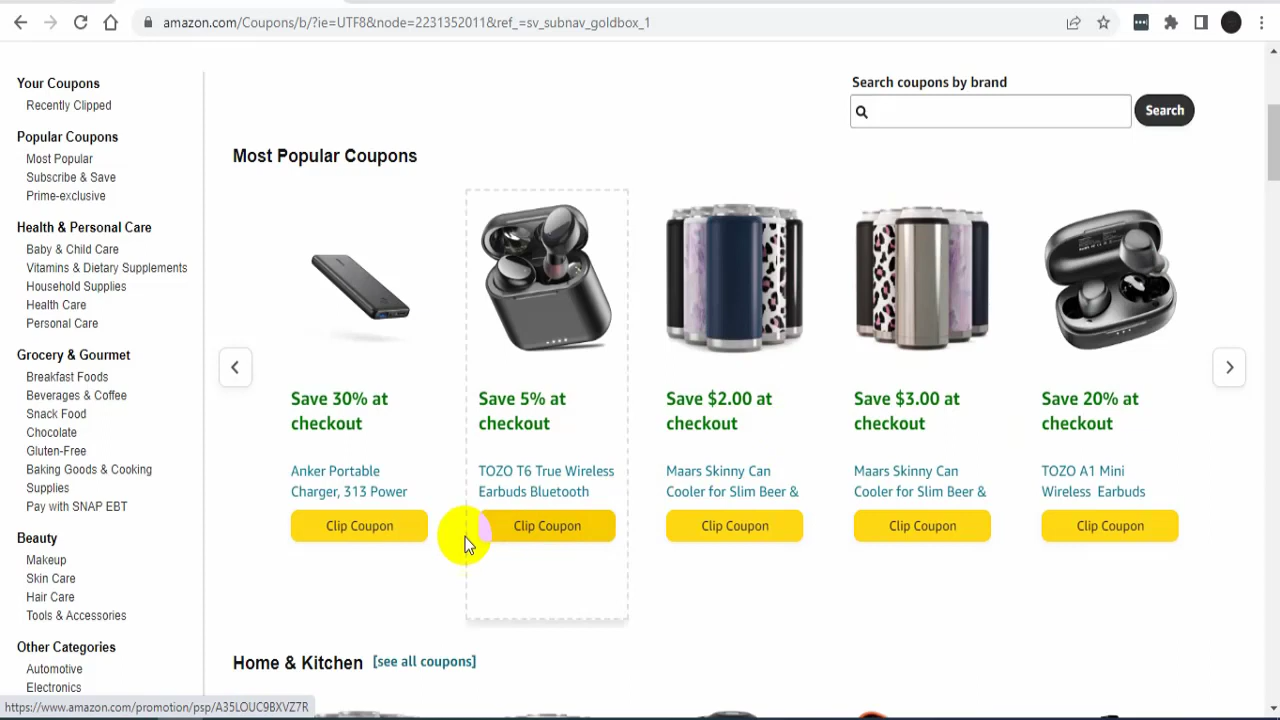 amazon.com/Coupons/b/?ie=UTF8&node=2231352011&ref_=sv_subnav_goldbox_1
Your Coupons
Recently Clipped
Popular Coupons
Most Popular
Subscribe & Save
Prime-exclusive
Health & Personal Care
Baby & Child Care
Vitamins & Dietary Supplements
Household Supplies
Health Care
Personal Care
Grocery & Gourmet
Breakfast Foods
Beverages & Coffee
Snack Food
Chocolate
Gluten-Free
Baking Goods & Cooking
Supplies
Pay with SNAP EBT
Beauty
Makeup
Skin Care
Hair Care
Tools & Accessories
Other Categories
Automotive
Electronics
Search coupons by brand
Search
Most Popular Coupons
Save 30% at
checkout
Anker Portable
Charger, 313 Power
Clip Coupon
Save 5% at
checkout
TOZO T6 True Wireless
Earbuds Bluetooth
Clip Coupon
Save $2.00 at
checkout
Maars Skinny Can
Cooler for Slim Beer &
Clip Coupon
Save $3.00 at
checkout
Maars Skinny Can
Cooler for Slim Beer &
Clip Coupon
Save 20% at
checkout
TOZO A1 Mini
Wireless Earbuds
Clip Coupon
Home & Kitchen [see all coupons]
https://www.amazon.com/promotion/psp/A35LOUC9BXVZ7R